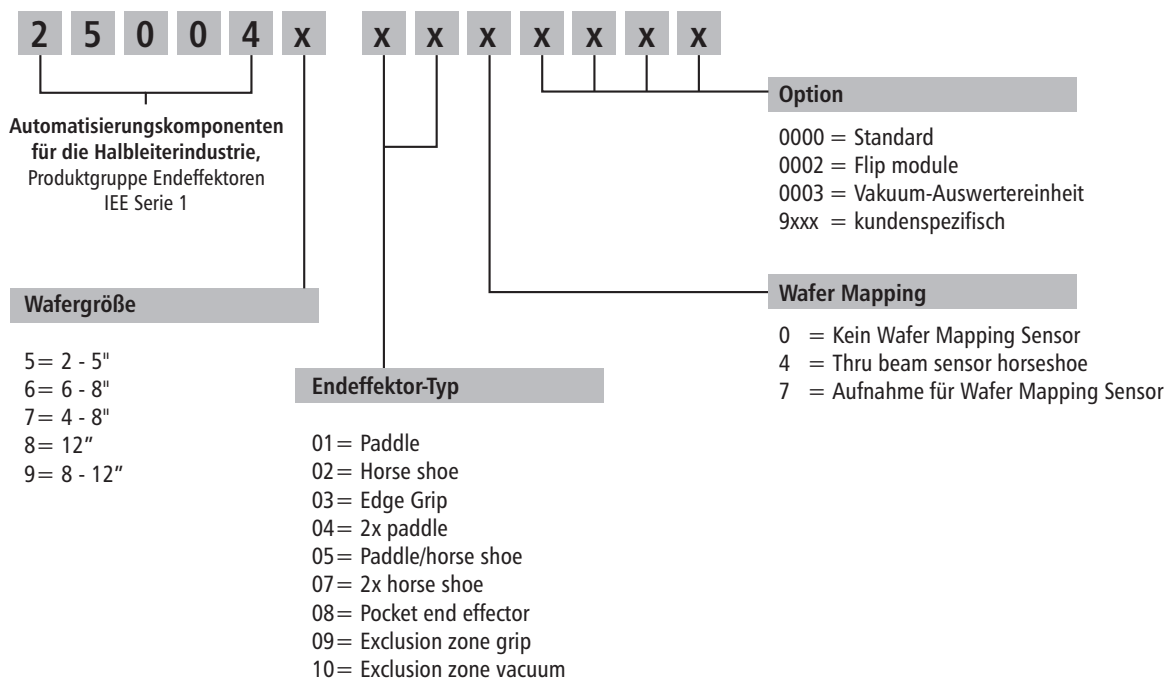 2 5 0 0 4 x x x x x x x x
Automatisierungskomponenten
für die Halbleiterindustrie,
Produktgruppe Endeffektoren
IEE Serie 1
Option
0000 = Standard
0002 = Flip module
0003 = Vakuum-Auswertereinheit
9xxx = kundenspezifisch
Wafer Mapping
0 = Kein Wafer Mapping Sensor
4 = Thru beam sensor horseshoe
7 = Aufnahme für Wafer Mapping Sensor
Wafergröße
5= 2 - 5"
6= 6 - 8"
7= 4 - 8"
8= 12”
9= 8 - 12”
Endeffektor-Typ
01= Paddle
02= Horse shoe
03= Edge Grip
04= 2x paddle
05= Paddle/horse shoe
07= 2x horse shoe
08= Pocket end effector
09= Exclusion zone grip
10= Exclusion zone vacuum